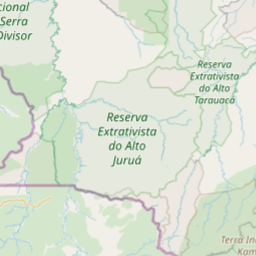 cional
Serra
Divisor
Reserva
Extrativista
do Alto
Tarauacá
Reserva
Extrativista
do Alto
Juruá
Terra In
Kam